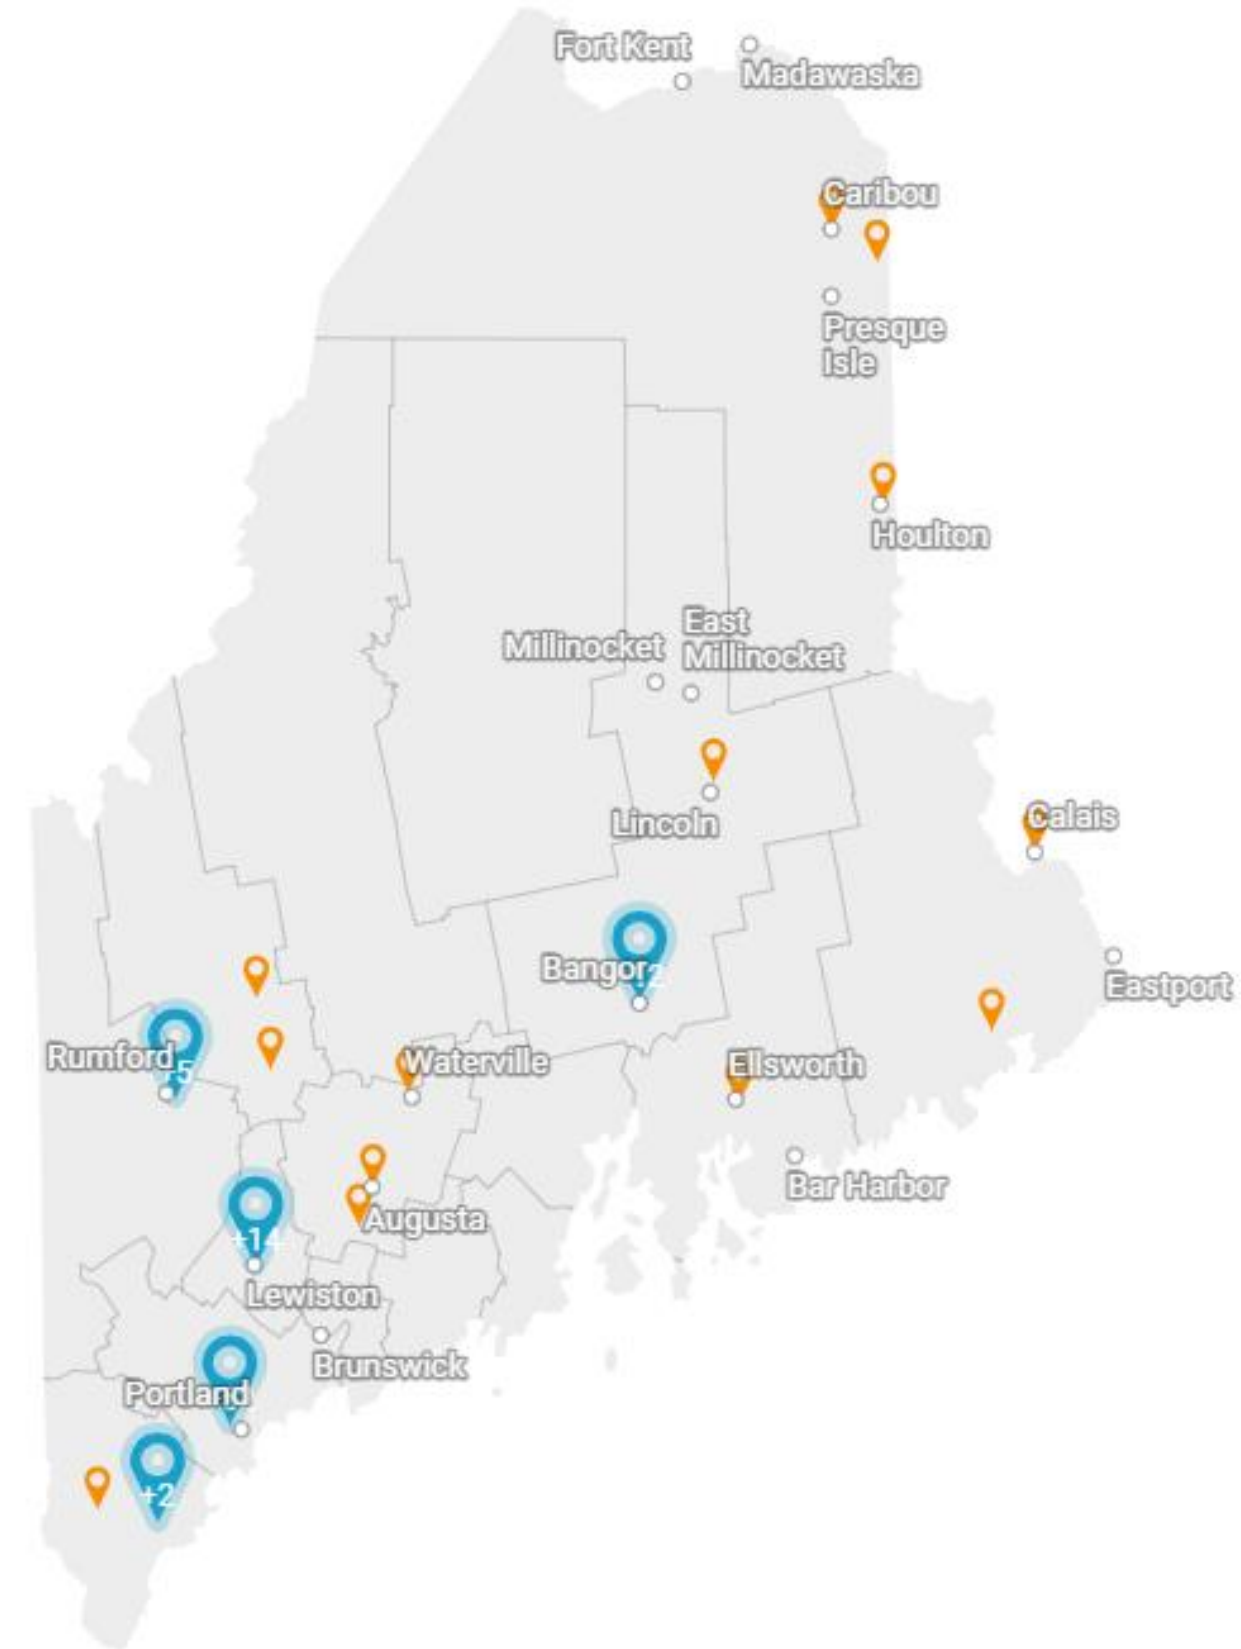 Fort Kent
Madawaska
Caribou
Presque
Isle
Houlton
East
Millinocket
Millinocket
Lincoln
Calais
Bangor
Eastport
Rumford
Waterville
Ellsworth
Bar Harbor
Augusta
+14
Lewiston
Brunswick
Portland
+2